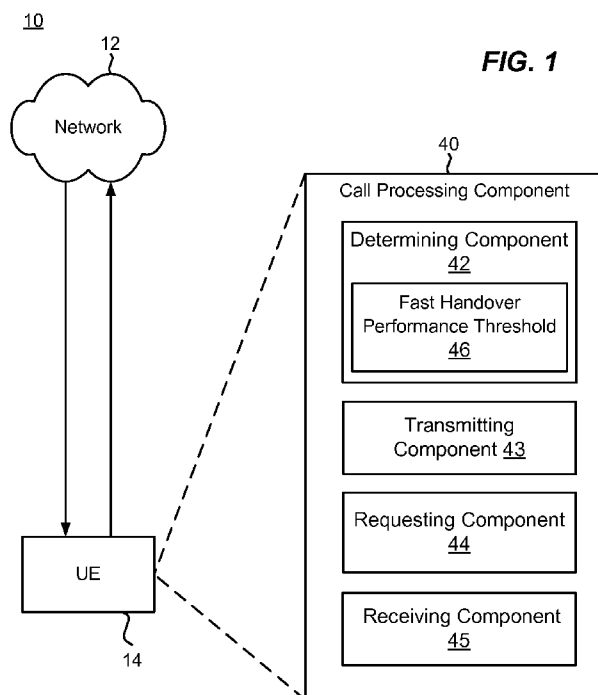 10
12
FIG. 1
Network
40
Call Processing Component
Determining Component
42
Fast Handover
Performance Threshold
46
Transmitting
Component 43
Requesting Component
44
UE
Receiving Component
45
14